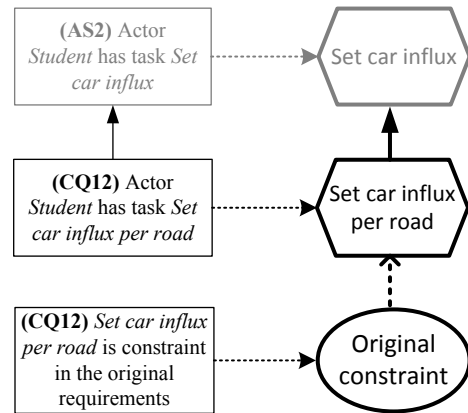 (AS2) Actor
Student has task Set
car influx
Set car influx
(CQ12) Actor
Student has task Set
car influx per road
Set car influx
per road
(CQ12) Set car influx
per road is constraint
in the original
requirements
Original
constraint